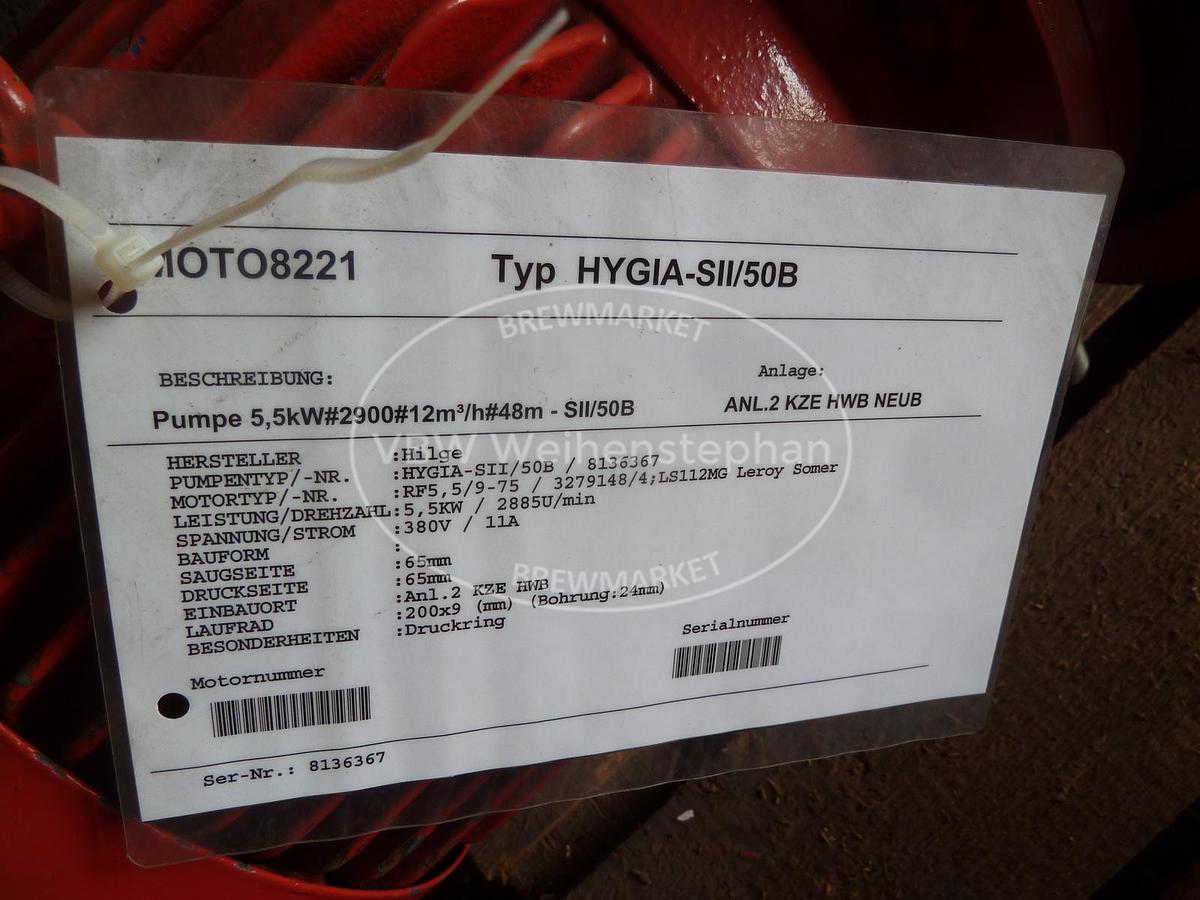 MOTO8221 Typ HYGIA-SII/50B
BREWMARKET
BESCHREIBUNG: Anlage:
Pumpe 5,5kW#2900#12m³/h#48m - SII/50B ANL.2 KZE HWB NEUB
VBW Weihenstephan
HERSTELLER :Hilge
PUMPENTYP/-NR. :HYGIA-SII/50B / 8136367
MOTORTYP/-NR. :RF5,5/9-75 / 3279148/4;LS112MG Leroy Somer
LEISTUNG/DREHZAHL:5,5KW / 2885U/min
SPANNUNG/STROM :380V / 11A
BAUFORM :
SAUGSEITE :65mm
DRUCKSEITE :65mm
EINBAUORT :Anl.2 KZE HWB
LAUFRAD :200x9 (mm) (Bohrung:24mm)
BESONDERHEITEN :Druckring
BREWMARKET
Motornummer Serialnummer
Ser-Nr.: 8136367